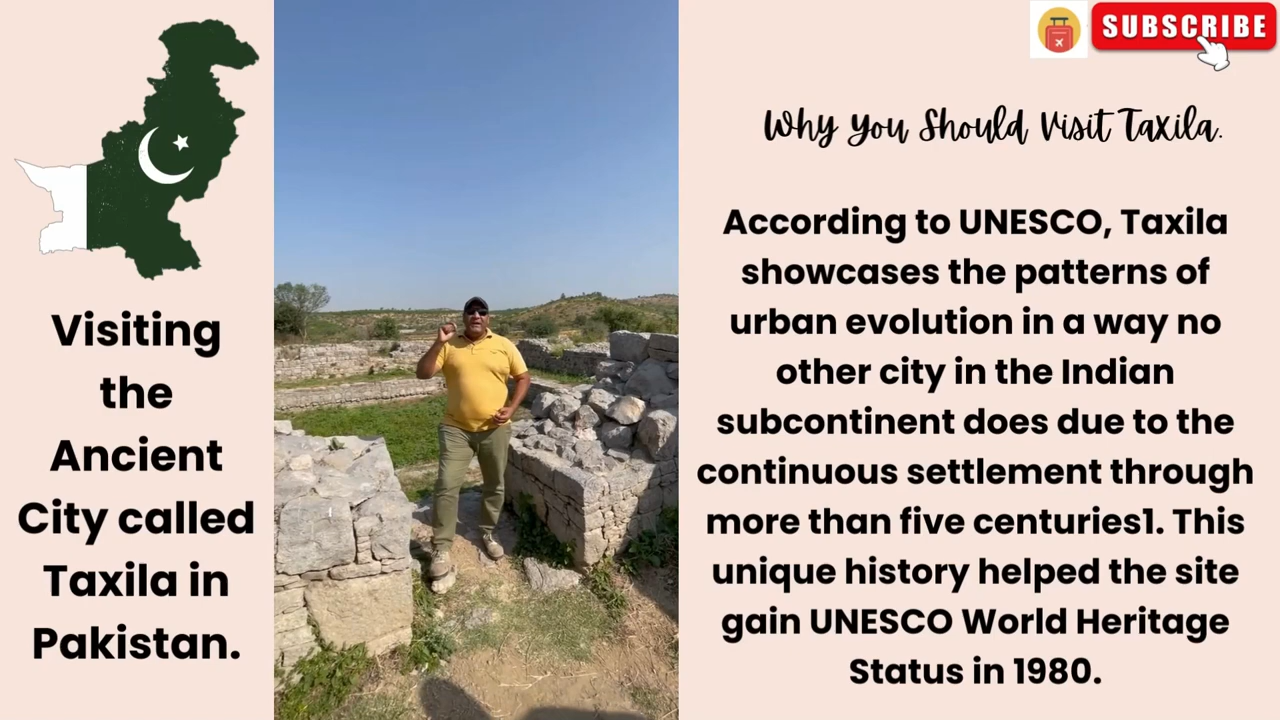 Visiting
the
Ancient
City called
Taxila in
Pakistan.
SUBSCRIBE
Why You Should Visit Taxila.
According to UNESCO, Taxila
showcases the patterns of
urban evolution in a way no
other city in the Indian
subcontinent does due to the
continuous settlement through
more than five centuries1. This
unique history helped the site
gain UNESCO World Heritage
Status in 1980.